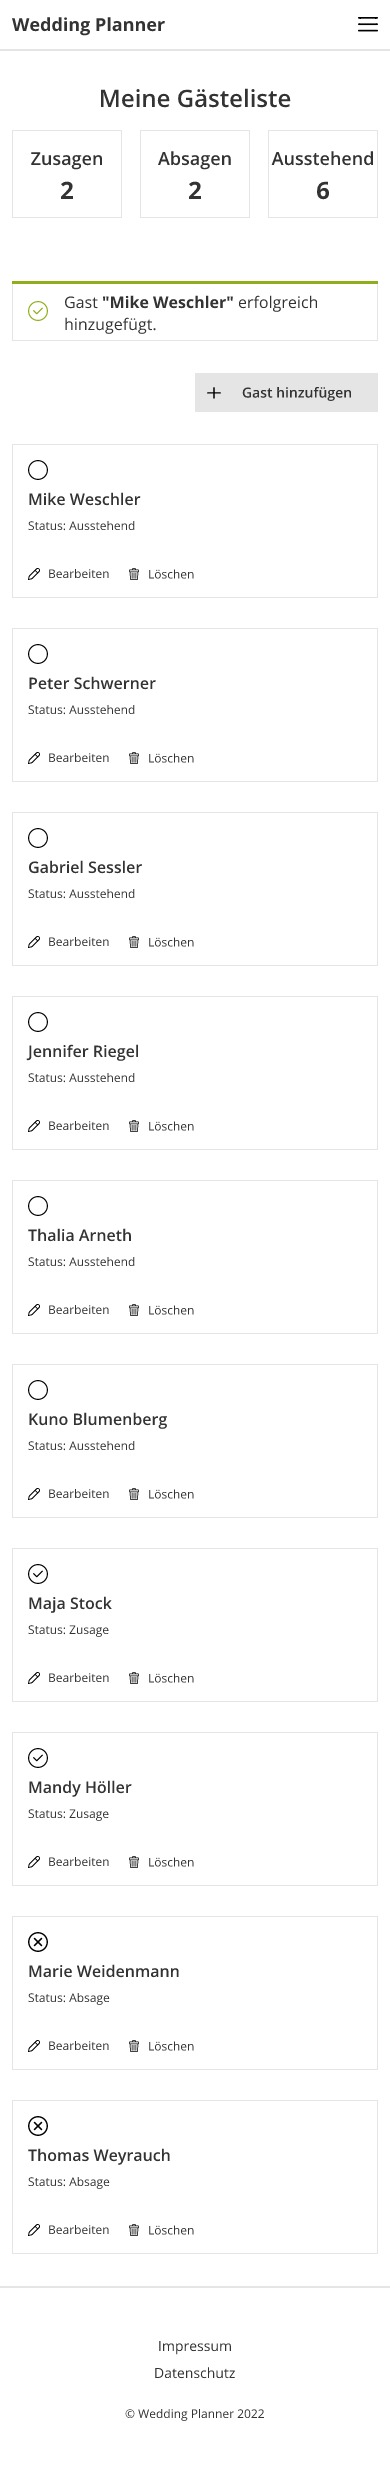 Wedding Planner
Meine Gästeliste
Zusagen
2
Absagen
2
Ausstehend
6
Gast "Mike Weschler" erfolgreich
hinzugefügt.
Gast hinzufügen
Mike Weschler
Status: Ausstehend
Bearbeiten Löschen
Peter Schwerner
Status: Ausstehend
Bearbeiten Löschen
Gabriel Sessler
Status: Ausstehend
Bearbeiten Löschen
Jennifer Riegel
Status: Ausstehend
Bearbeiten Löschen
Thalia Arneth
Status: Ausstehend
Bearbeiten Löschen
Kuno Blumenberg
Status: Ausstehend
Bearbeiten Löschen
Maja Stock
Status: Zusage
Bearbeiten Löschen
Mandy Höller
Status: Zusage
Bearbeiten Löschen
Marie Weidenmann
Status: Absage
Bearbeiten Löschen
Thomas Weyrauch
Status: Absage
Bearbeiten Löschen
Impressum
Datenschutz
© Wedding Planner 2022